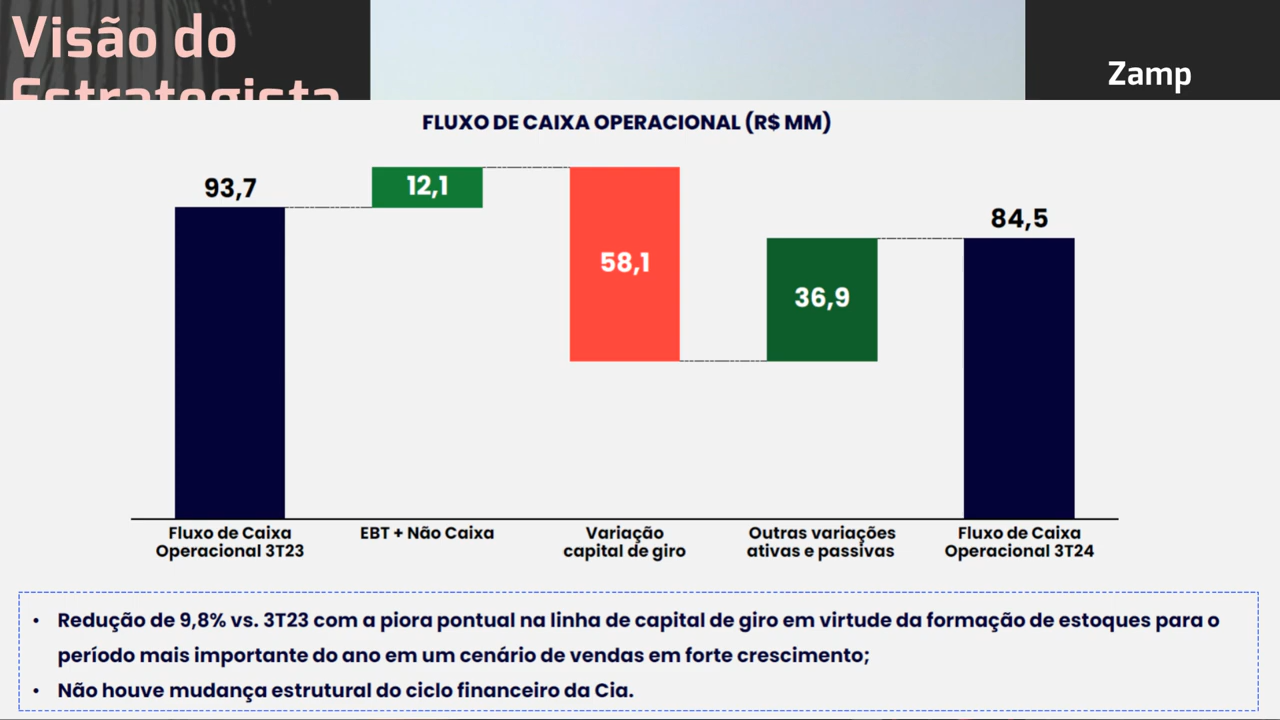 Visão do
Estrategista
Zamp
FLUXO DE CAIXA OPERACIONAL (R$ MM)
93,7
12,1
58,1
36,9
84,5
Fluxo de Caixa
Operacional 3T23
EBT + Não Caixa
Variação
capital de giro
Outras variações
ativas e passivas
Fluxo de Caixa
Operacional 3T24
• Redução de 9,8% vs. 3T23 com a piora pontual na linha de capital de giro em virtude da formação de estoques para o
período mais importante do ano em um cenário de vendas em forte crescimento;
• Não houve mudança estrutural do ciclo financeiro da Cia.